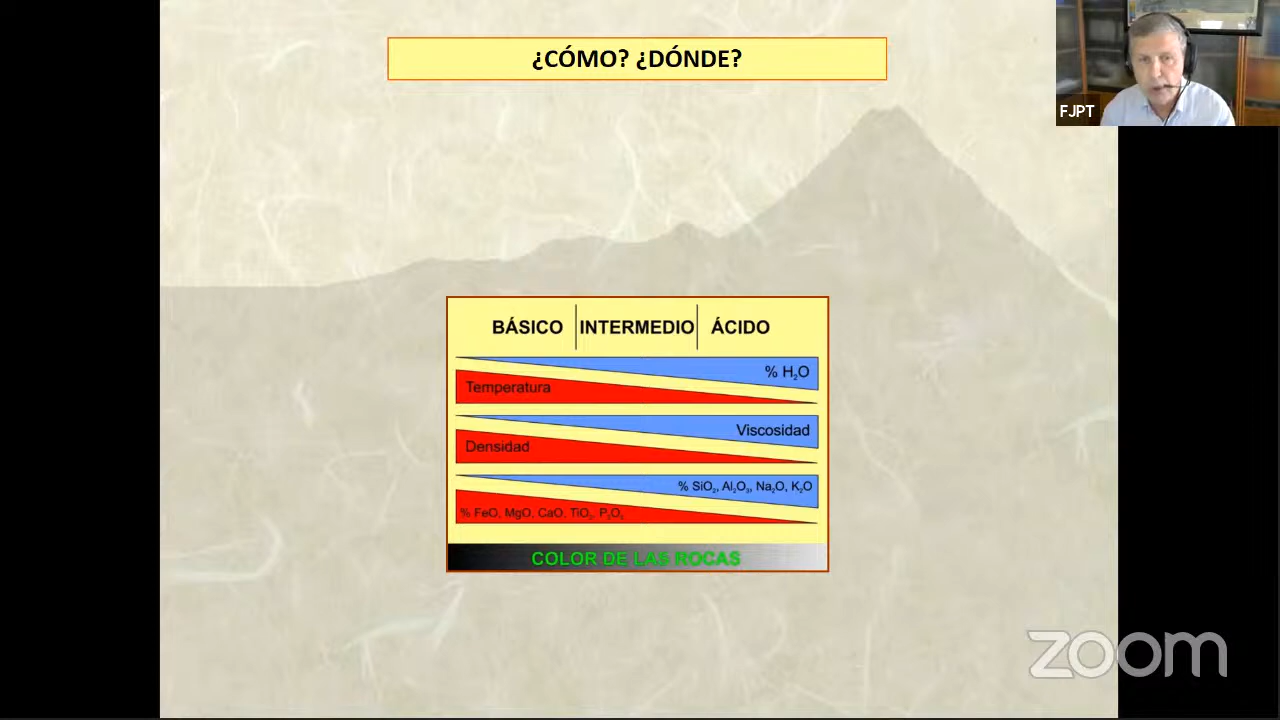 ¿CÓMO? ¿DÓNDE?
FJPT
BÁSICO INTERMEDIO ÁCIDO
% H₂O
Temperatura
Viscosidad
Densidad
% SiO₂, Al₂O₃, Na₂O, K₂O
% FeO, MgO, CaO, TiO₂, P₂O₅
COLOR DE LAS ROCAS
zoom